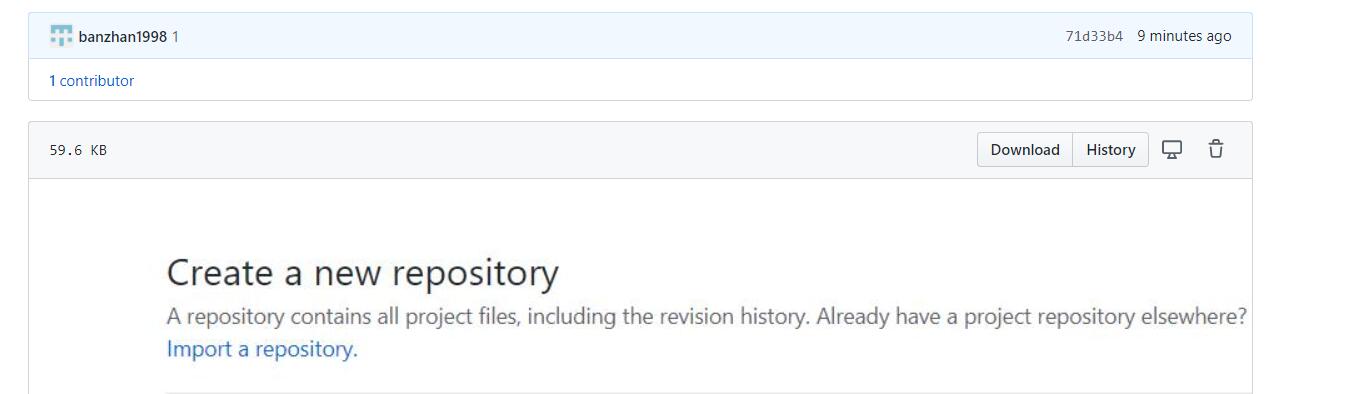 banzhan1998 1 71d33b4 9 minutes ago
1 contributor
59.6 KB Download History
Create a new repository
A repository contains all project files, including the revision history. Already have a project repository elsewhere?
Import a repository.